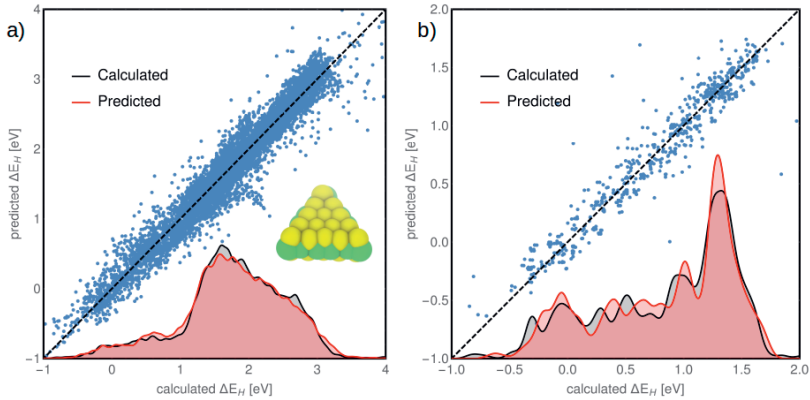 a)
Calculated
Predicted
predicted ΔE_H [eV]
4
3
2
1
0
−1
−1 0 1 2 3 4
calculated ΔE_H [eV]
b)
Calculated
Predicted
predicted ΔE_H [eV]
2.0
1.5
1.0
0.5
0.0
−0.5
−1.0
−1.0 −0.5 0.0 0.5 1.0 1.5 2.0
calculated ΔE_H [eV]